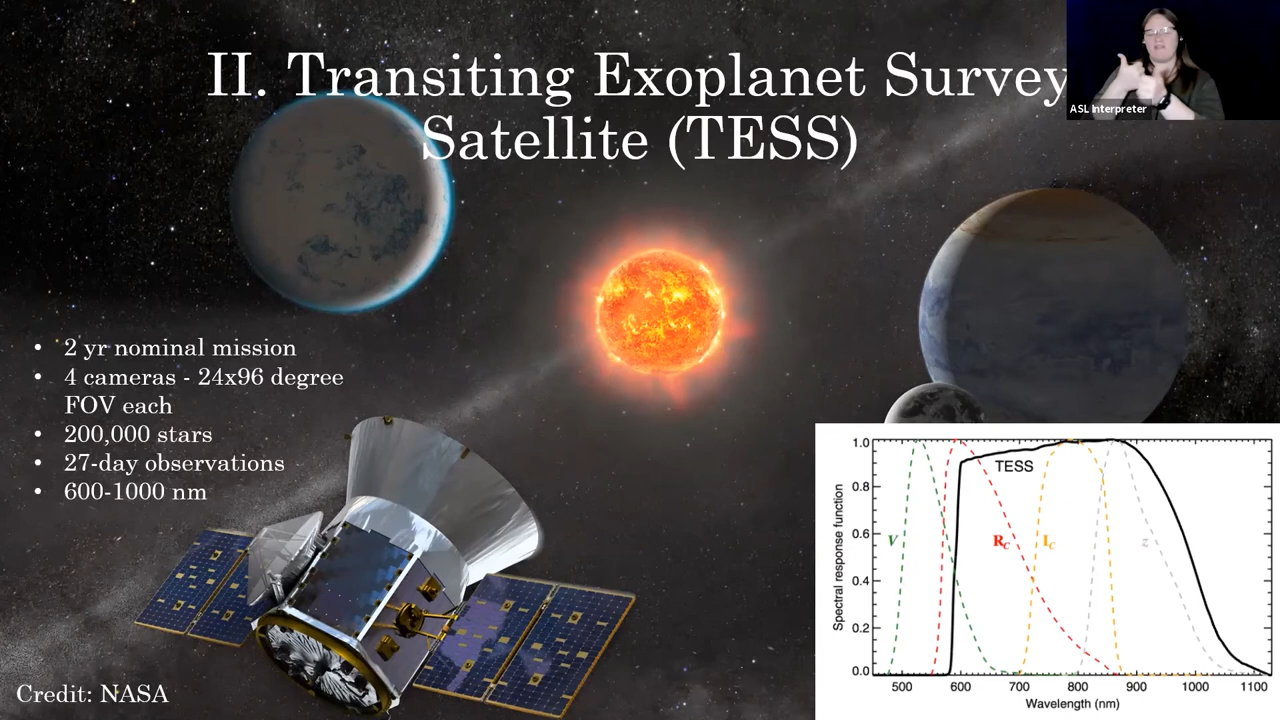 II. Transiting Exoplanet Survey
Satellite (TESS)
ASL Interpreter
• 2 yr nominal mission
• 4 cameras - 24x96 degree
FOV each
• 200,000 stars
• 27-day observations
• 600-1000 nm
Credit: NASA
Spectral response function
1.0
0.8
0.6
0.4
0.2
0.0
TESS
V
R_C
I_C
z
500 600 700 800 900 1000 1100
Wavelength (nm)